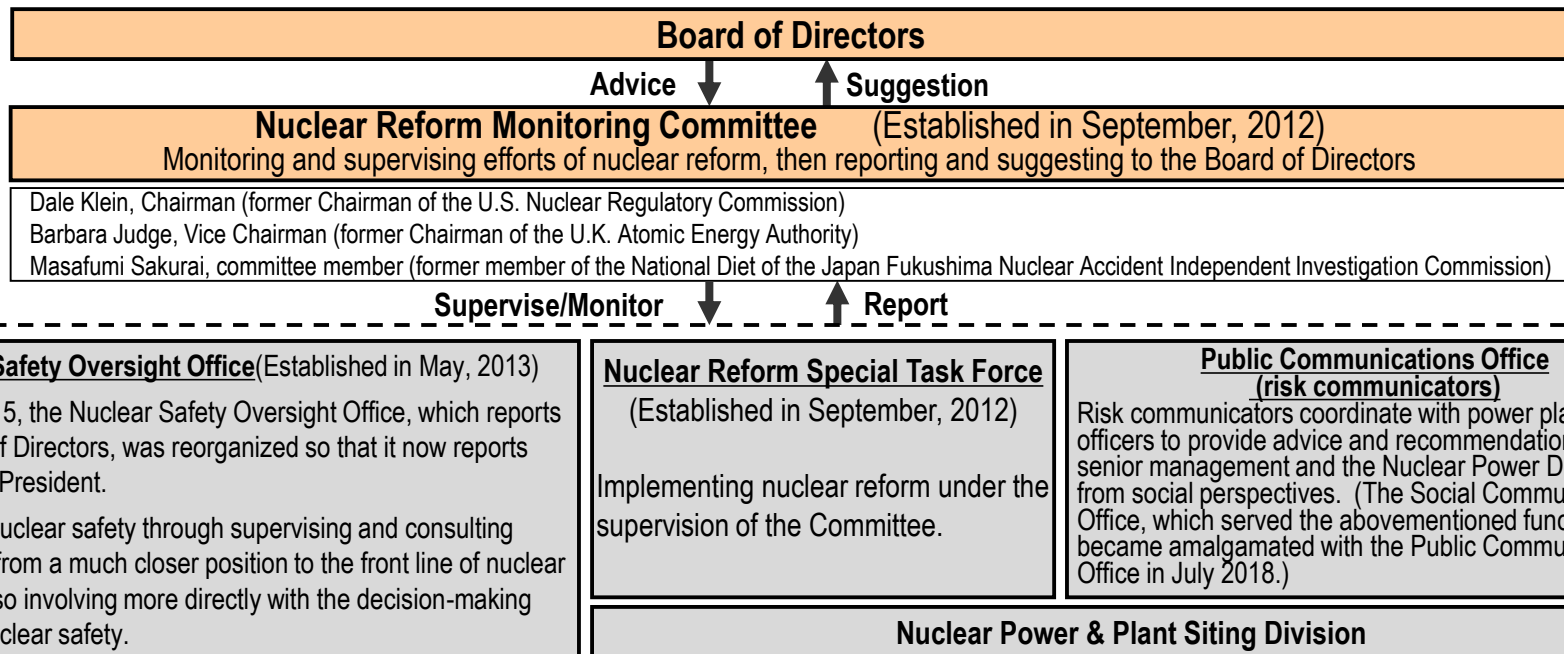 Board of Directors
Advice Suggestion
Nuclear Reform Monitoring Committee (Established in September, 2012)
Monitoring and supervising efforts of nuclear reform, then reporting and suggesting to the Board of Directors
Dale Klein, Chairman (former Chairman of the U.S. Nuclear Regulatory Commission)
Barbara Judge, Vice Chairman (former Chairman of the U.K. Atomic Energy Authority)
Masafumi Sakurai, committee member (former member of the National Diet of the Japan Fukushima Nuclear Accident Independent Investigation Commission)
Supervise/Monitor Report
Safety Oversight Office(Established in May, 2013)
5, the Nuclear Safety Oversight Office, which reports
Directors, was reorganized so that it now reports
President.
nuclear safety through supervising and consulting
from a much closer position to the front line of nuclear
involving more directly with the decision-making
safety.
Nuclear Reform Special Task Force
(Established in September, 2012)
Implementing nuclear reform under the
supervision of the Committee.
Public Communications Office
(risk communicators)
Risk communicators coordinate with power
officers to provide advice and
senior management and the Nuclear Power
from social perspectives. (The Social
Office, which served the abovementioned
became amalgamated with the Public
Office in July 2018.)
Nuclear Power & Plant Siting Division